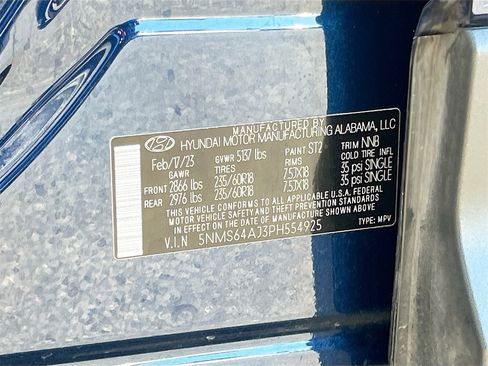 MANUFACTURED BY
HYUNDAI MOTOR MANUFACTURING ALABAMA, LLC
Feb/17/23 GVWR 5137 lbs PAINT ST2 TRIM NNB
GAWR TIRES RIMS COLD TIRE INFL
FRONT 2866 lbs 235/60R18 7.5JX18 35 psi SINGLE
REAR 2976 lbs 235/60R18 7.5JX18 35 psi SINGLE
THIS VEHICLE CONFORMS TO ALL APPLICABLE U.S.A. FEDERAL
MOTOR VEHICLE SAFETY AND THEFT PREVENTION STANDARDS
IN EFFECT ON THE DATE OF MANUFACTURE SHOWN ABOVE.
V.I.N 5NMS64AJ3PH554925 TYPE: MPV